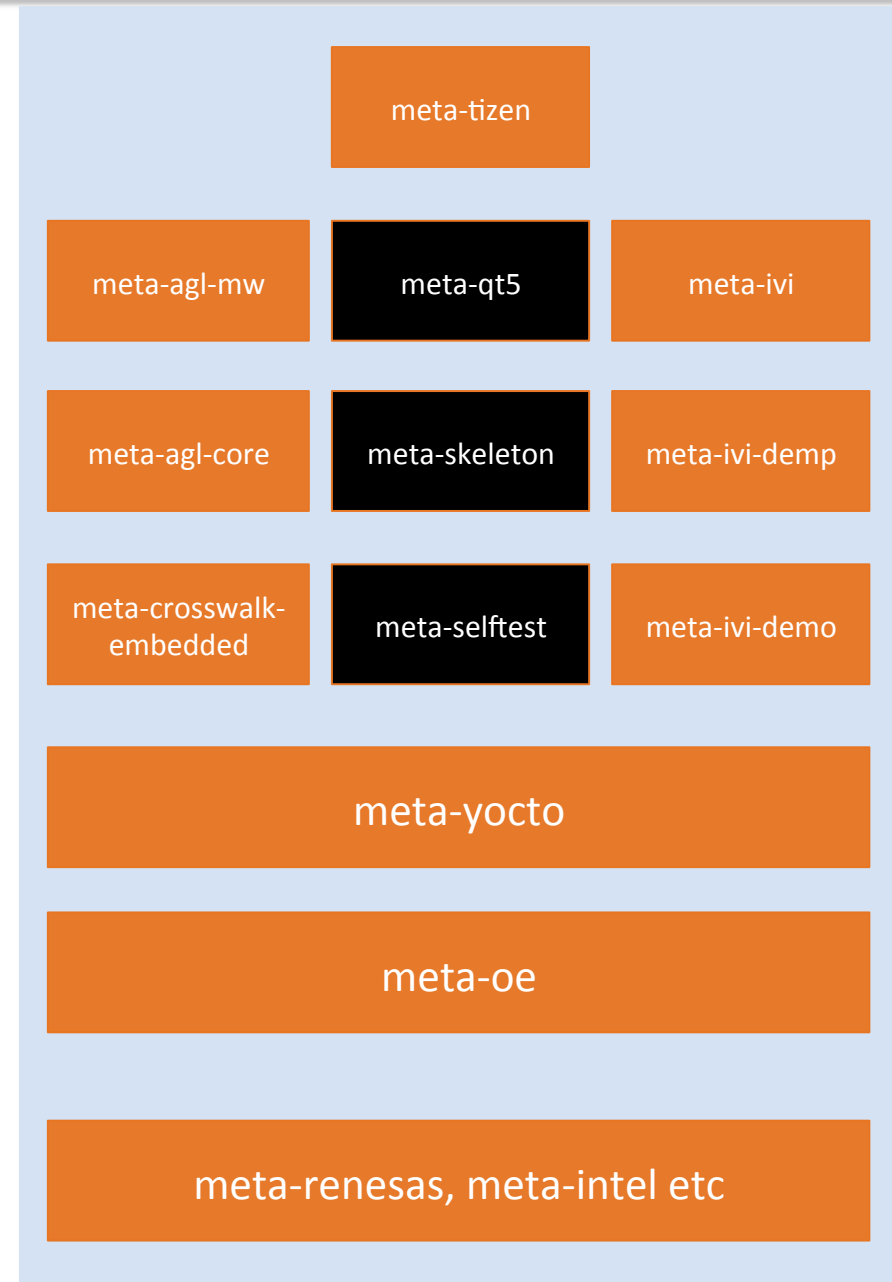 meta-tizen
meta-agl-mw
meta-qt5
meta-ivi
meta-agl-core
meta-skeleton
meta-ivi-demp
meta-crosswalk-
embedded
meta-selftest
meta-ivi-demo
meta-yocto
meta-oe
meta-renesas, meta-intel etc